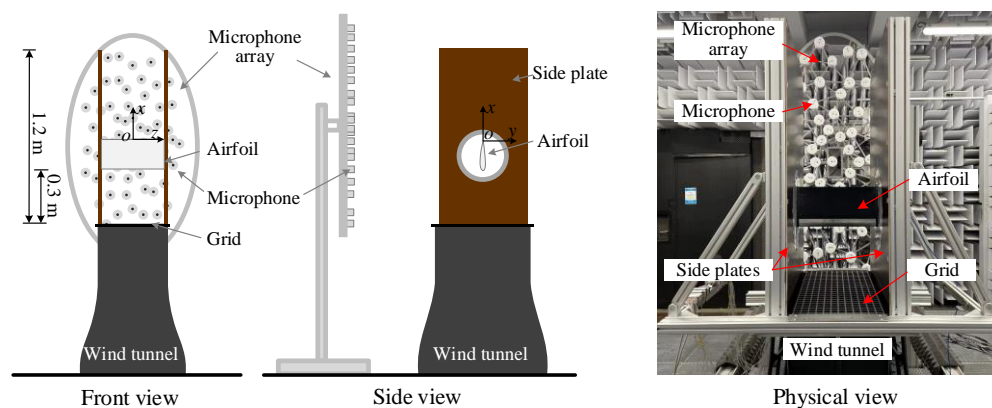 Microphone
array
x
o
z
1.2 m
Airfoil
0.3 m
Microphone
Grid
Wind tunnel
Front view
Side plate
x
o
y
Airfoil
Wind tunnel
Side view
Microphone
array
Microphone
Airfoil
Side plates
Grid
Wind tunnel
Physical view